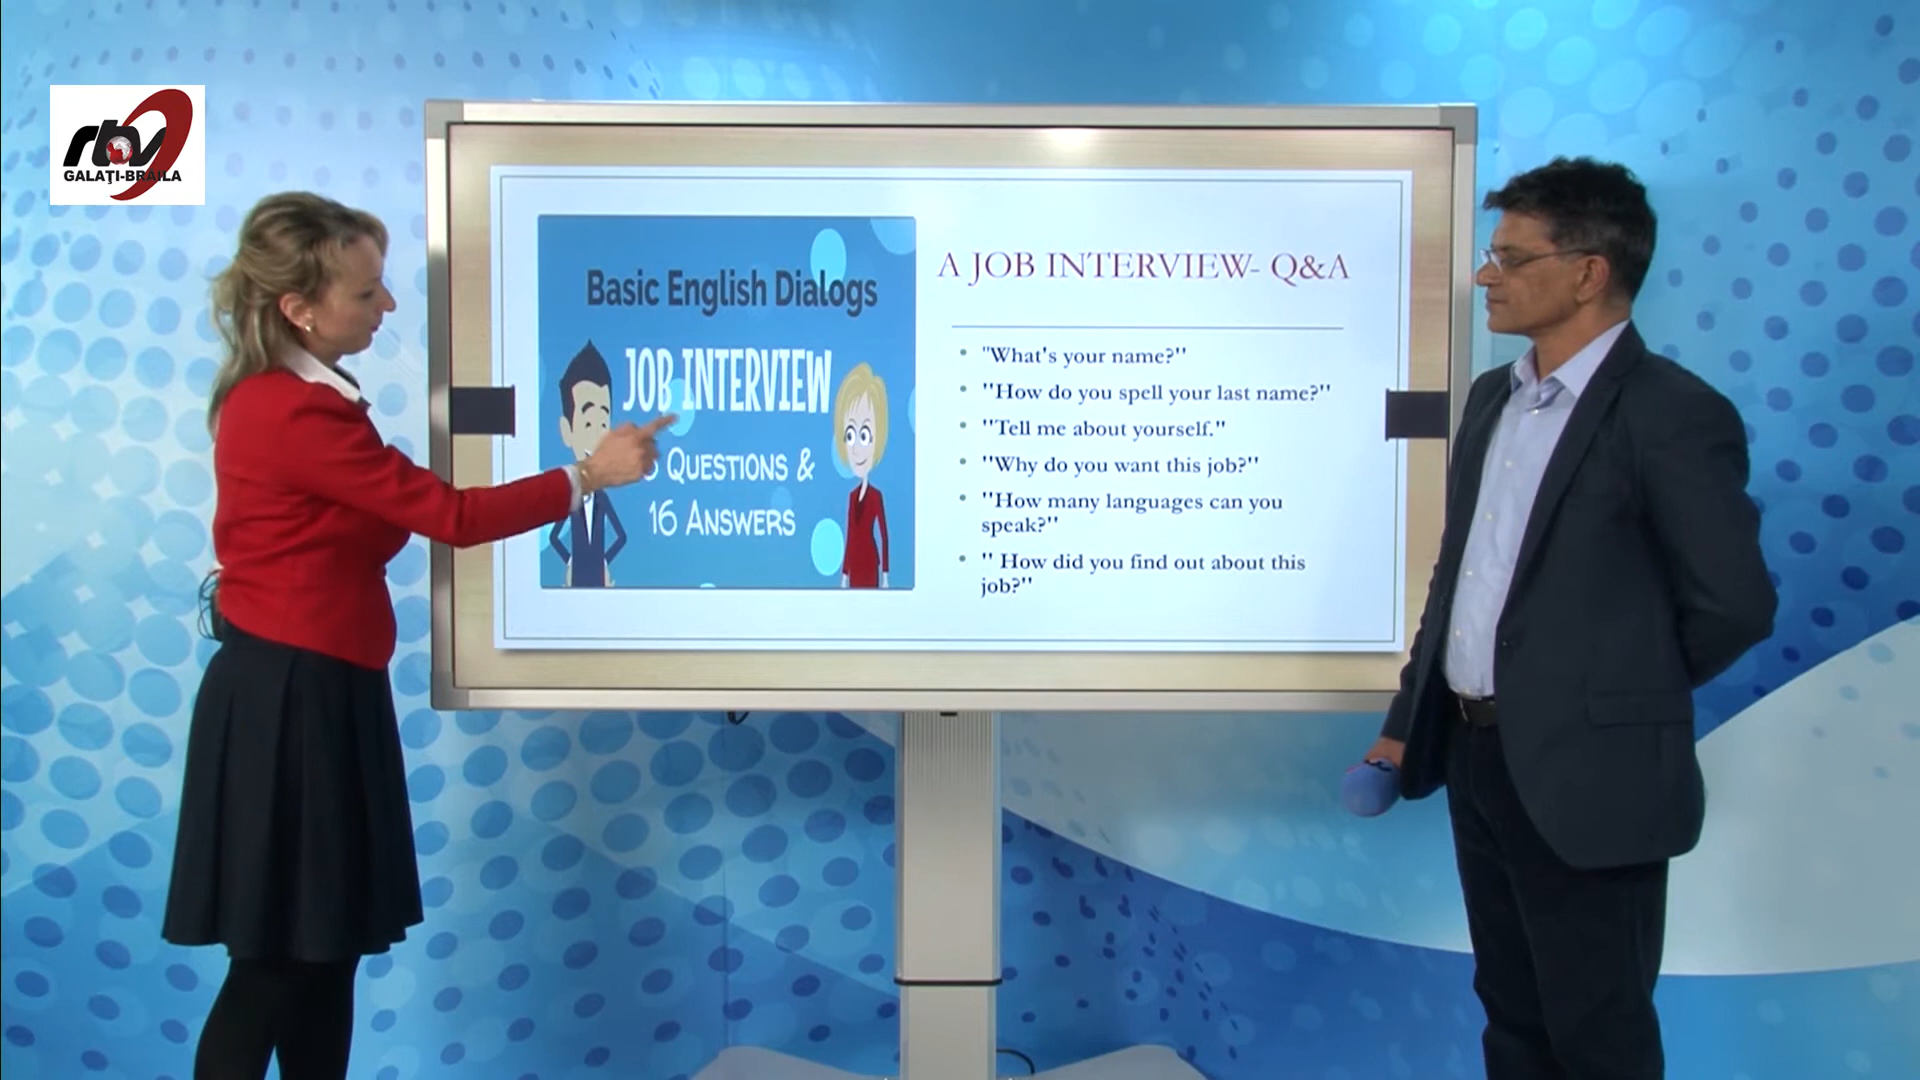 rtv
GALAŢI-BRAILA
Basic English Dialogs
JOB INTERVIEW
QUESTIONS &
16 ANSWERS
A JOB INTERVIEW- Q&A
"What's your name?''
''How do you spell your last name?''
''Tell me about yourself.''
''Why do you want this job?''
''How many languages can you
speak?''
'' How did you find out about this
job?''